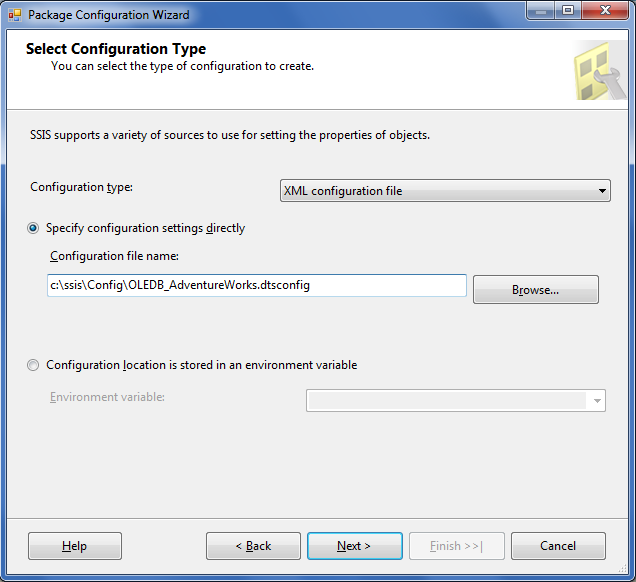 Package Configuration Wizard
Select Configuration Type
You can select the type of configuration to create.
SSIS supports a variety of sources to use for setting the properties of objects.
Configuration type:
XML configuration file
Specify configuration settings directly
Configuration file name:
c:\ssis\Config\OLEDB_AdventureWorks.dtsconfig
Browse...
Configuration location is stored in an environment variable
Environment variable:
Help
< Back
Next >
Finish >>|
Cancel